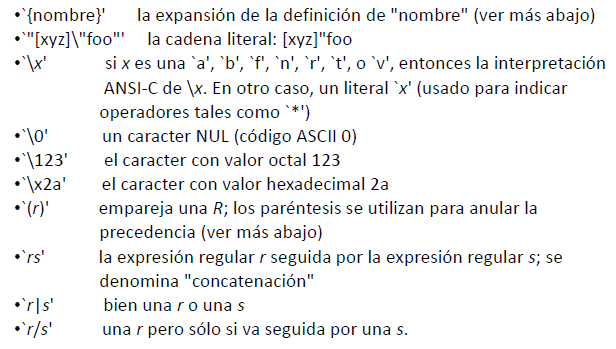 •`{nombre}' la expansión de la definición de "nombre" (ver más abajo)
•`"[xyz]\"foo"' la cadena literal: [xyz]"foo
•`\x' si x es una `a', `b', `f', `n', `r', `t', o `v', entonces la interpretación
ANSI-C de \x. En otro caso, un literal `x' (usado para indicar
operadores tales como `*')
•`\0' un caracter NUL (código ASCII 0)
•`\123' el caracter con valor octal 123
•`\x2a' el caracter con valor hexadecimal 2a
•`(r)' empareja una R; los paréntesis se utilizan para anular la
precedencia (ver más abajo)
•`rs' la expresión regular r seguida por la expresión regular s; se
denomina "concatenación"
•`r|s' bien una r o una s
•`r/s' una r pero sólo si va seguida por una s.